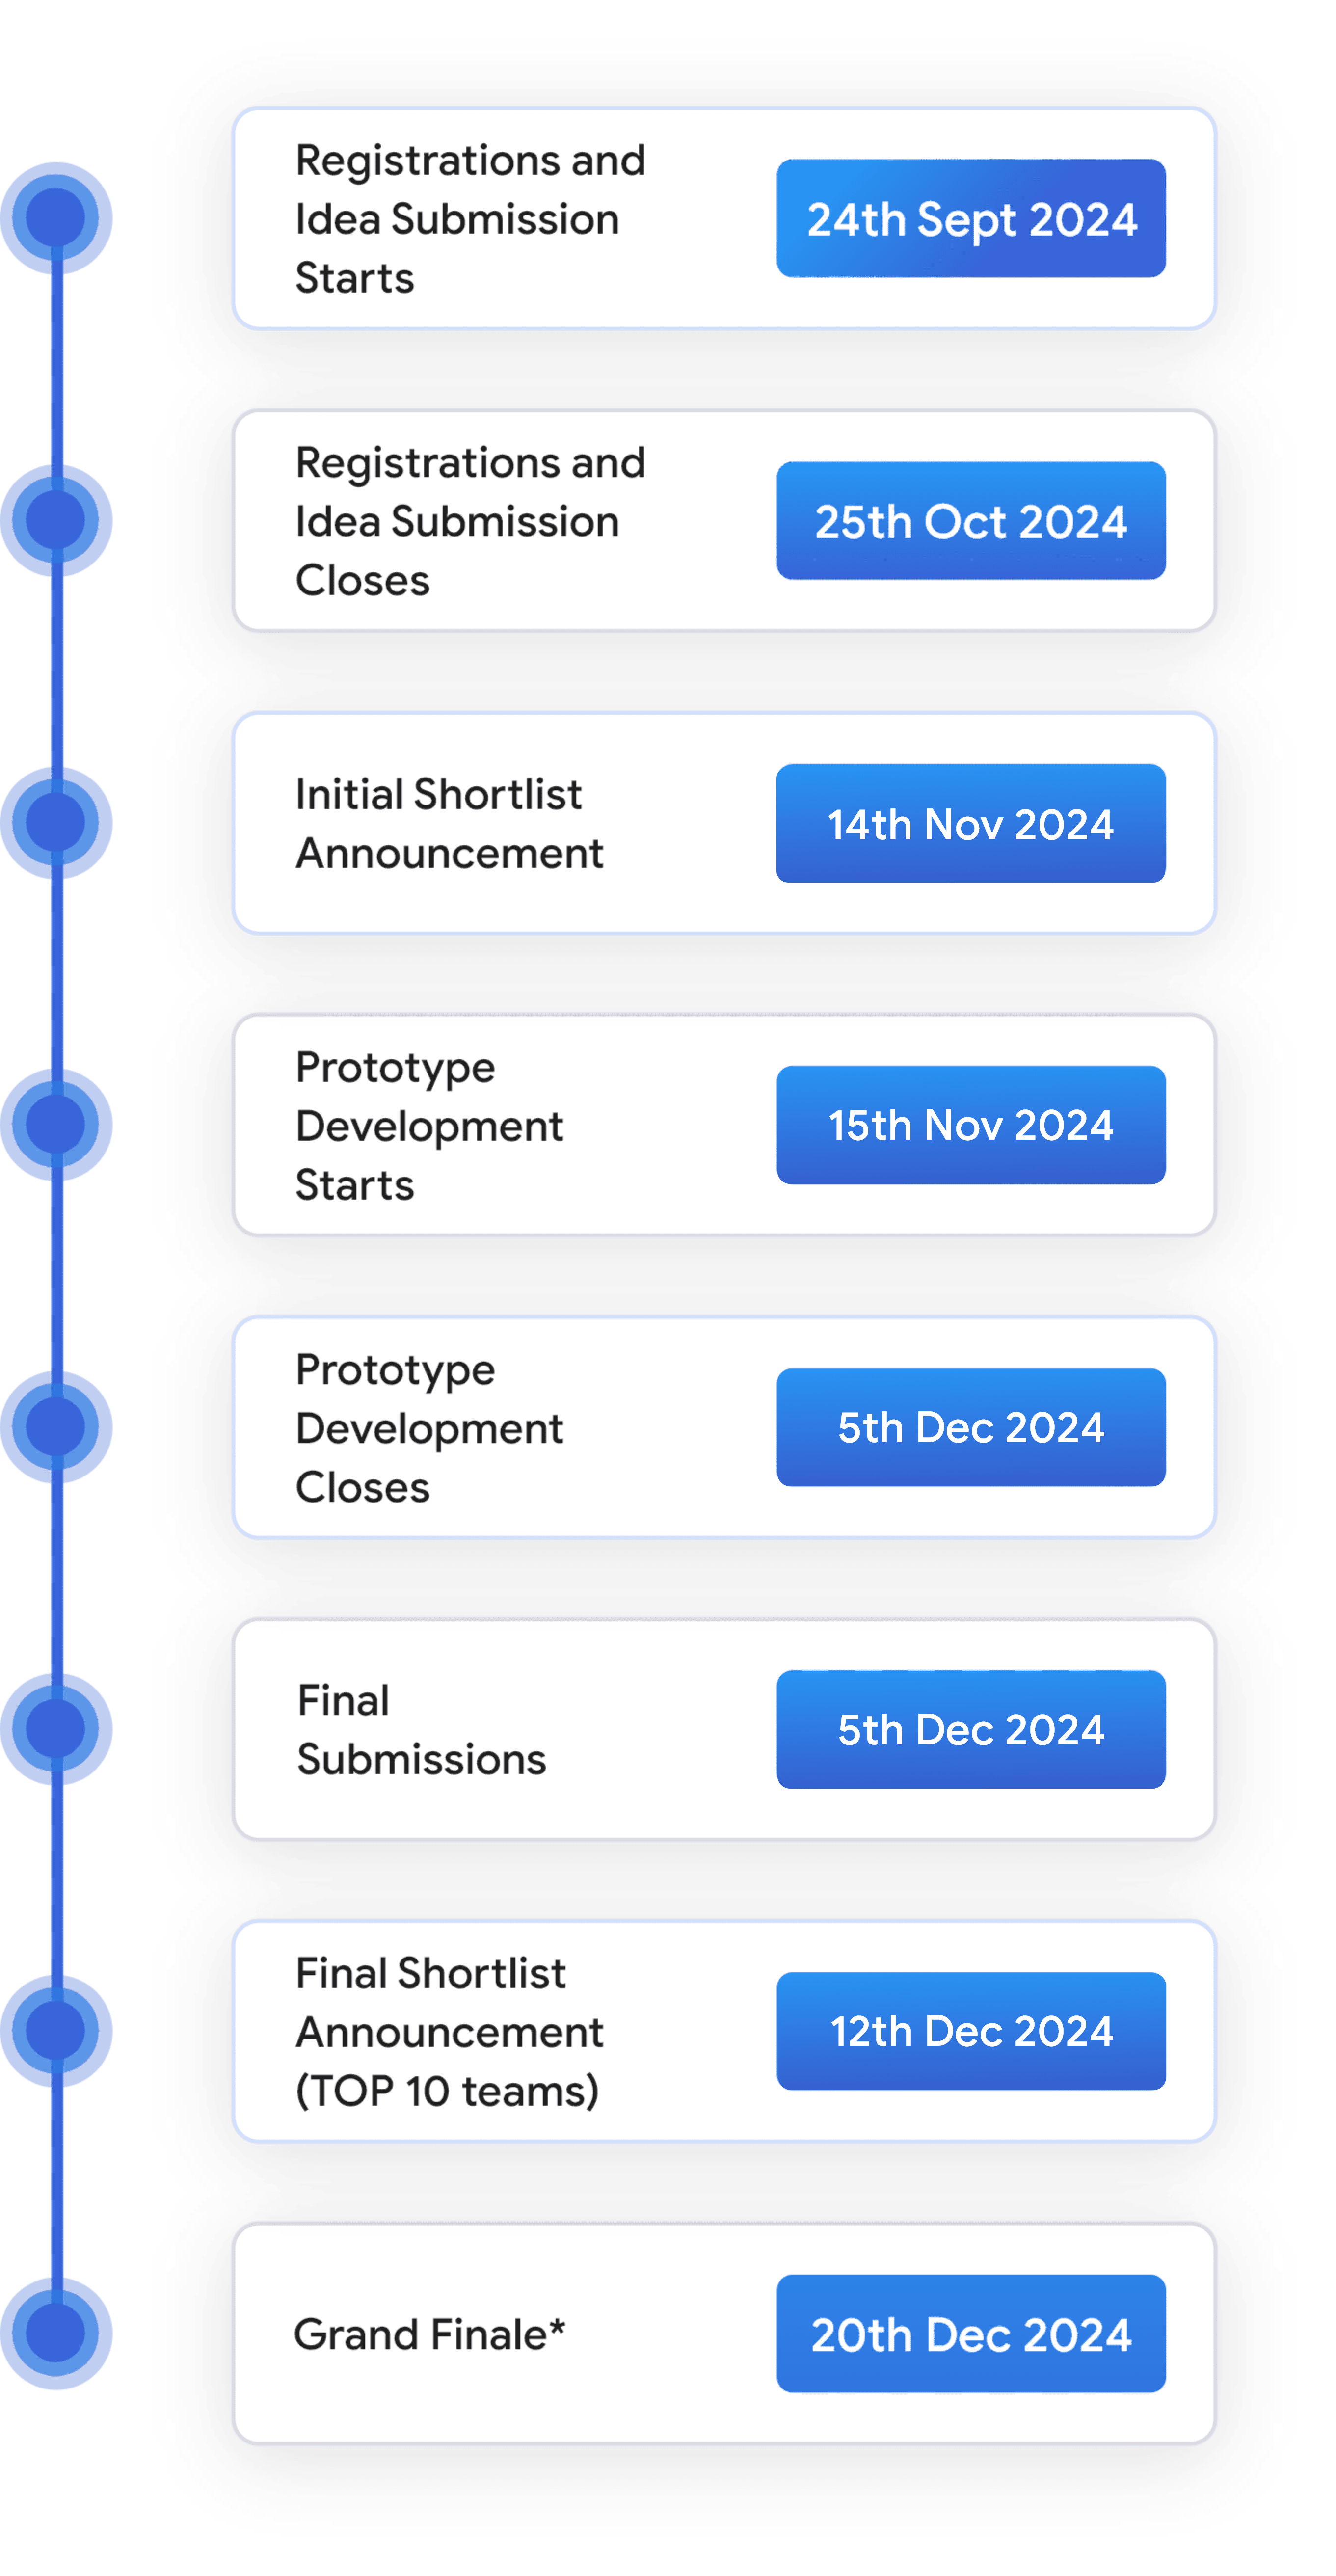 Registrations and
Idea Submission
Starts
24th Sept 2024
Registrations and
Idea Submission
Closes
25th Oct 2024
Initial Shortlist
Announcement
14th Nov 2024
Prototype
Development
Starts
15th Nov 2024
Prototype
Development
Closes
5th Dec 2024
Final
Submissions
5th Dec 2024
Final Shortlist
Announcement
(TOP 10 teams)
12th Dec 2024
Grand Finale*
20th Dec 2024